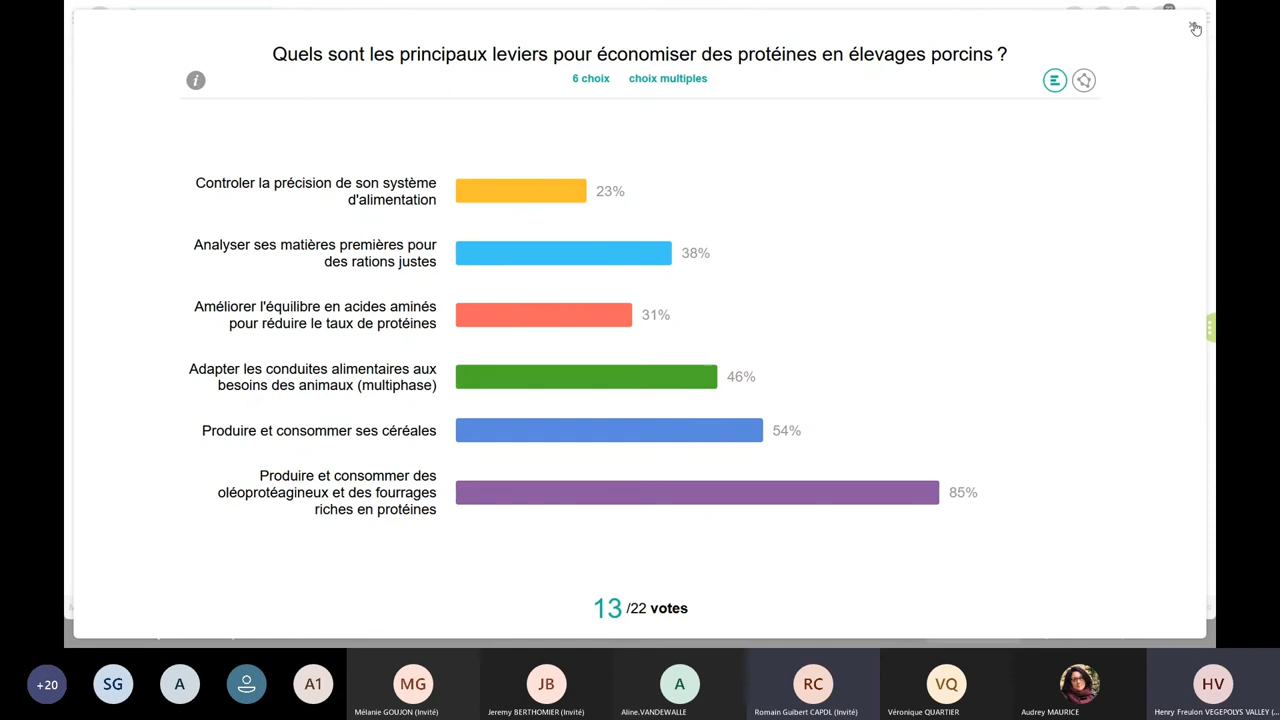 Quels sont les principaux leviers pour économiser des protéines en élevages porcins ?
6 choix choix multiples
i
Controler la précision de son système
d'alimentation
23%
Analyser ses matières premières pour
des rations justes
38%
Améliorer l'équilibre en acides aminés
pour réduire le taux de protéines
31%
Adapter les conduites alimentaires aux
besoins des animaux (multiphase)
46%
Produire et consommer ses céréales
54%
Produire et consommer des
oléoprotéagineux et des fourrages
riches en protéines
85%
13 /22 votes
+20
SG
A
A1
MG
Mélanie GOUJON (Invité)
JB
Jeremy BERTHOMIER (Invité)
A
Aline.VANDEWALLE
RC
Romain Guibert CAPDL (Invité)
VQ
Véronique QUARTIER
Audrey MAURICE
HV
Henry Freulon VEGEPOLYS VALLEY (...